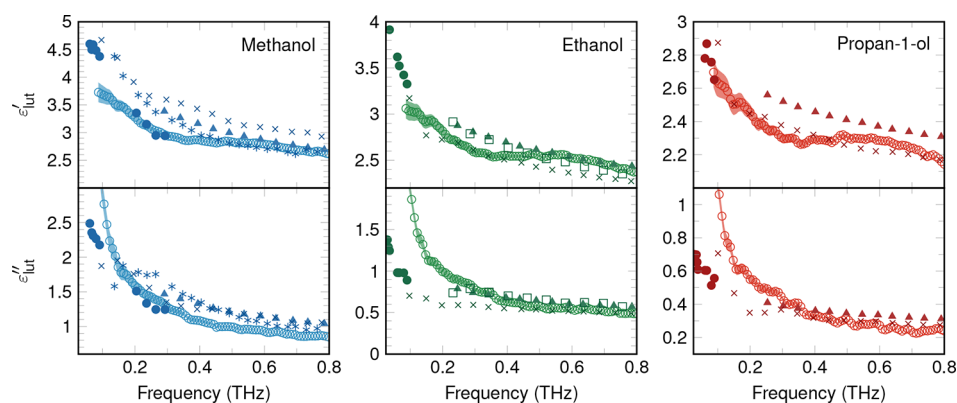 Methanol
5
4.5
4
3.5
3
2.5
ε′lut
2.5
2
1.5
1
ε″lut
0.2 0.4 0.6 0.8
Frequency (THz)
Ethanol
4
3.5
3
2.5
1.5
1
0.5
0
0.2 0.4 0.6 0.8
Frequency (THz)
Propan-1-ol
3
2.8
2.6
2.4
2.2
1
0.8
0.6
0.4
0.2
0.2 0.4 0.6 0.8
Frequency (THz)